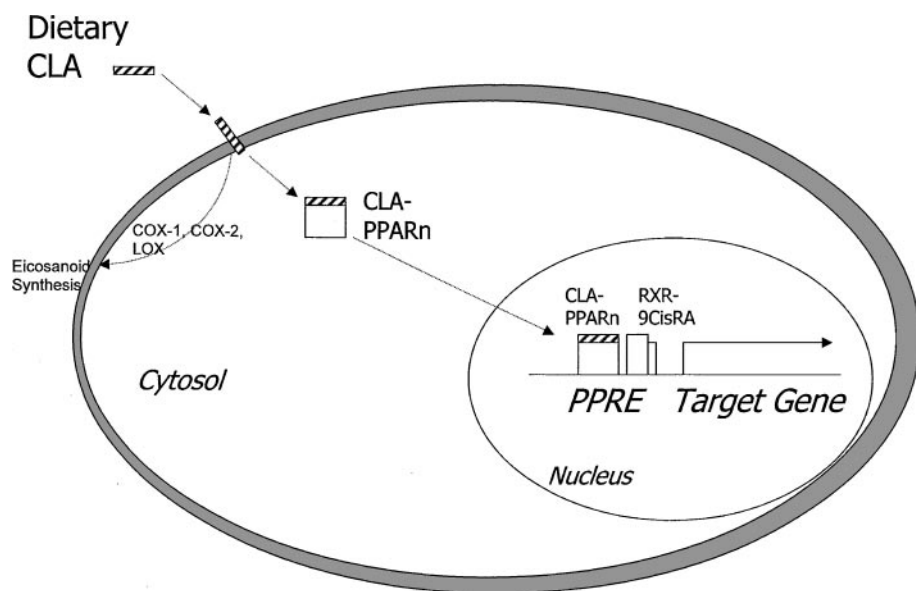 Dietary
CLA
COX-1, COX-2,
LOX
Eicosanoid
Synthesis
CLA-
PPARn
CLA-
PPARn
RXR-
9CisRA
PPRE
Target Gene
Cytosol
Nucleus